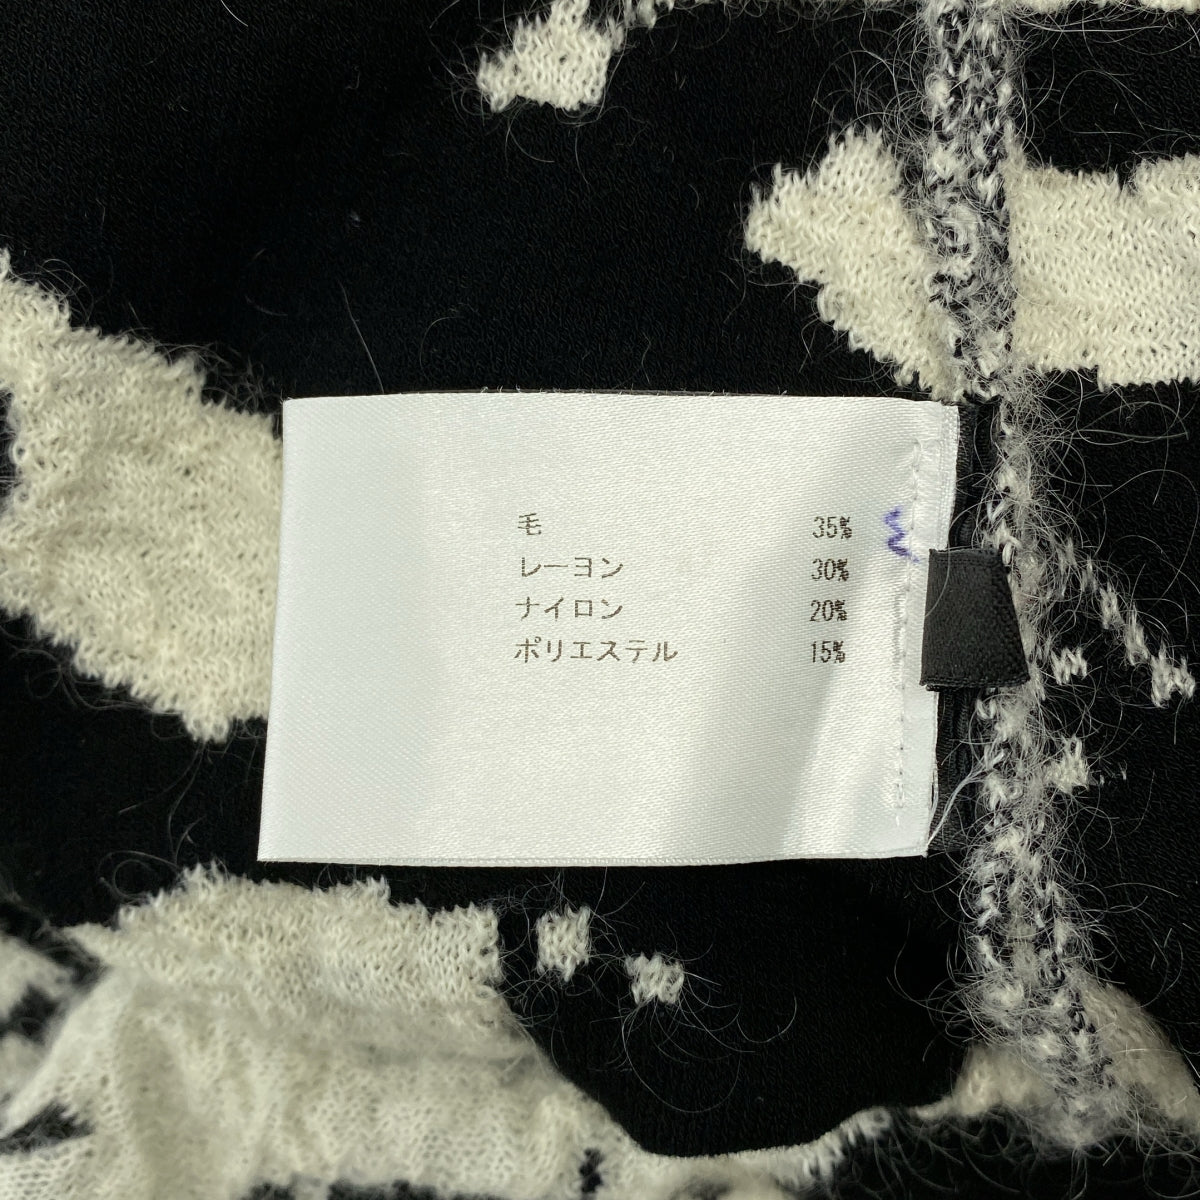 毛 35%
レーヨン 30%
ナイロン 20%
ポリエステル 15%